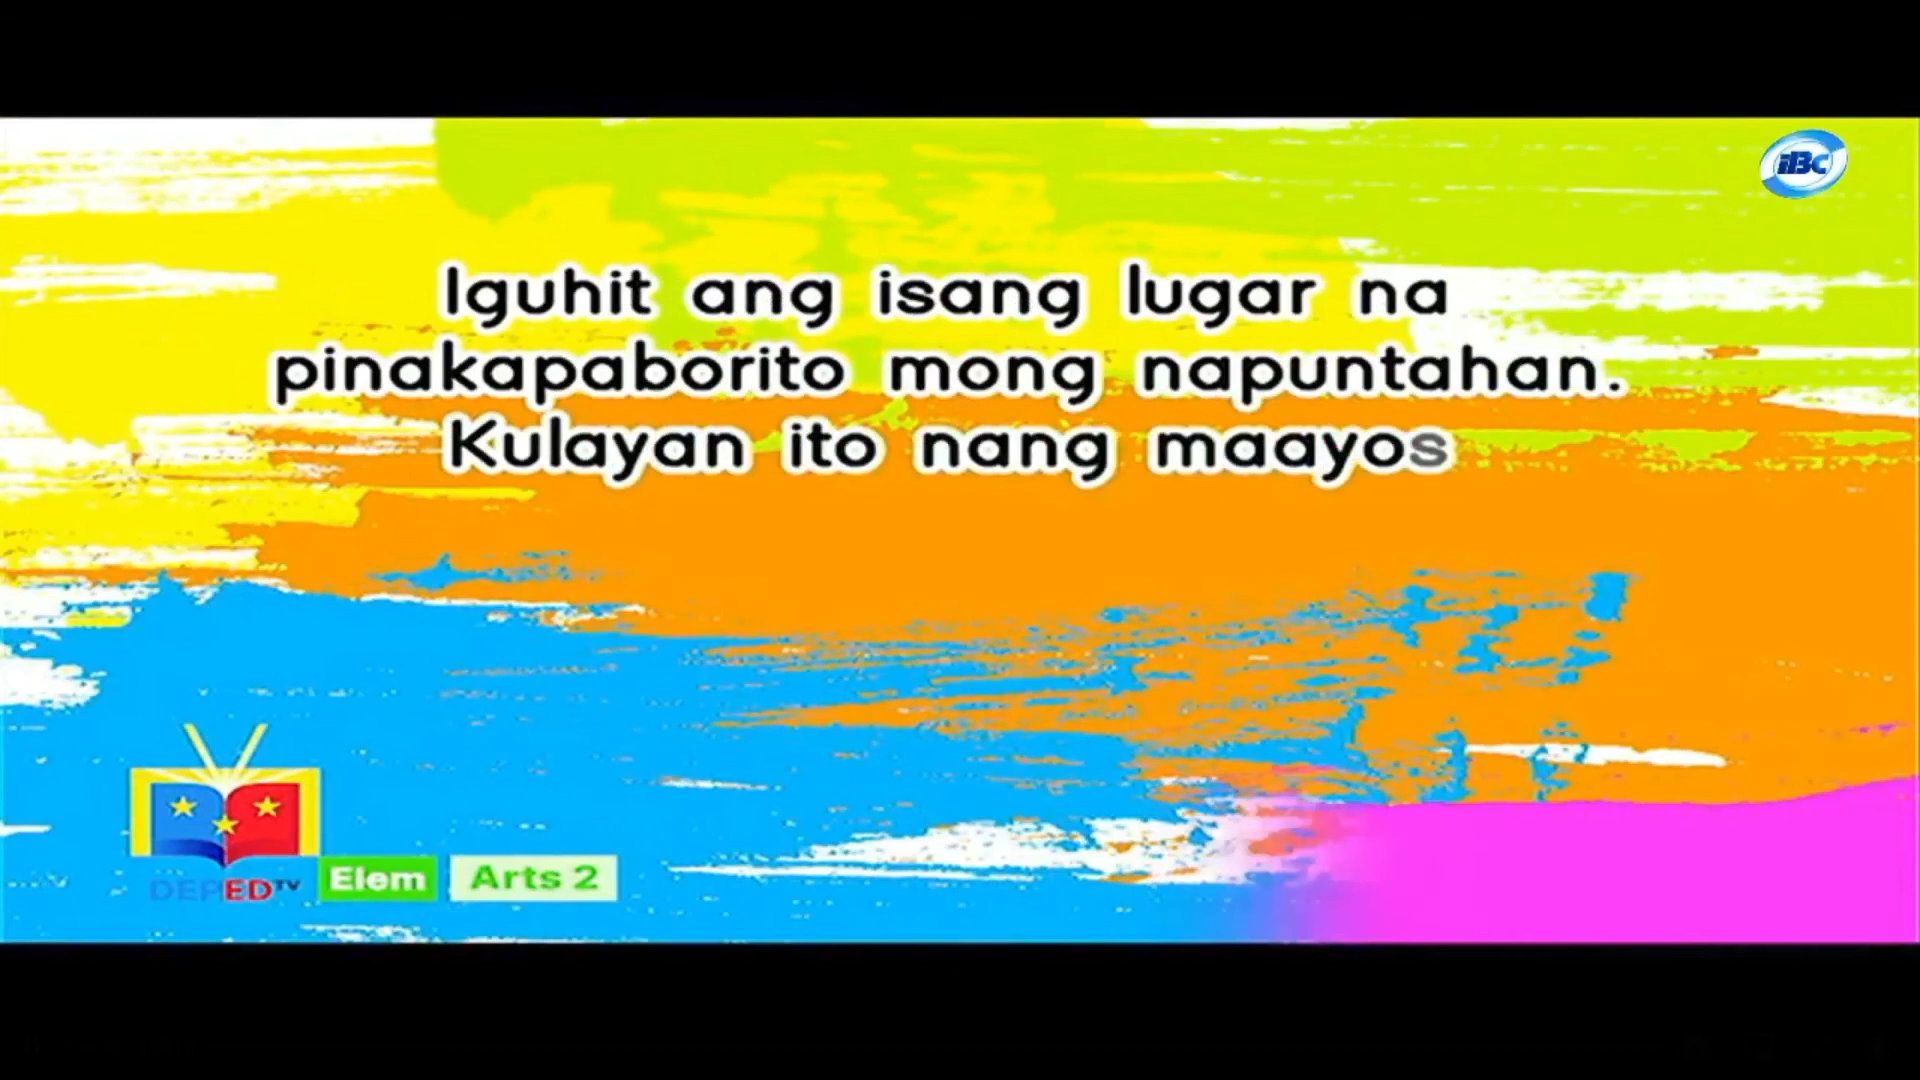 iBC
Iguhit ang isang lugar na
pinakapaborito mong napuntahan.
Kulayan ito nang maayos
DEPED TV
Elem
Arts 2